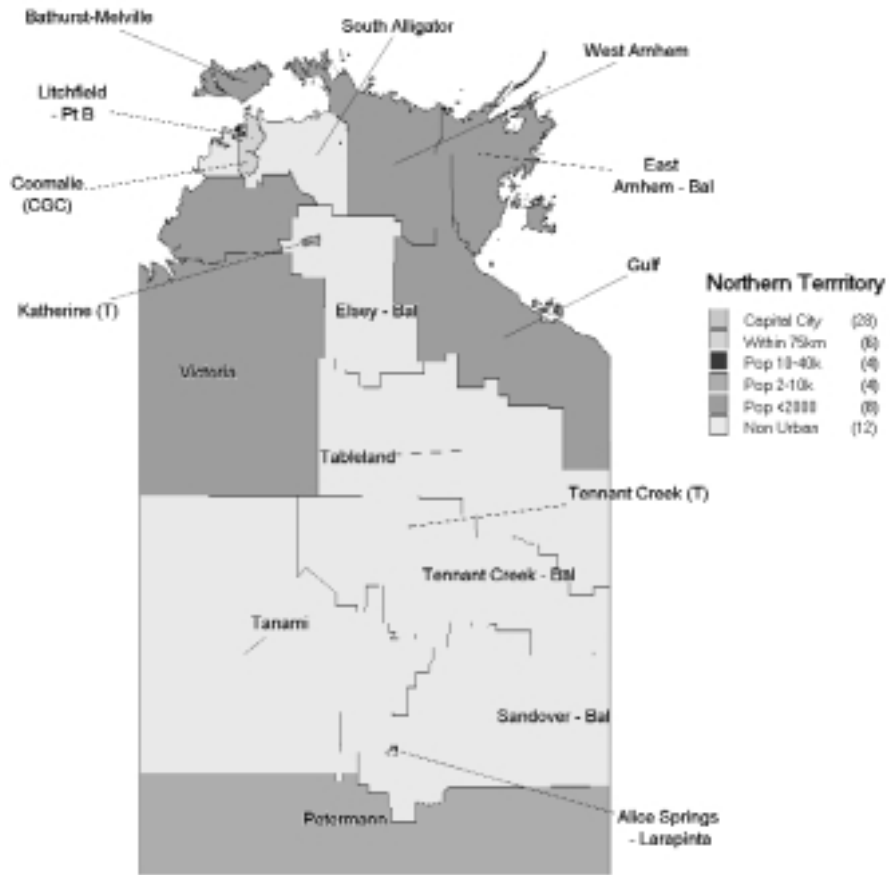 Bathurst-Melville
South Alligator
West Arnhem
Litchfield
- Pt B
East
Arnhem - Bal
Coomalie
(CGC)
Gulf
Northern Territory
Katherine (T)
Elsey - Bal
Capital City (28)
Within 75km (6)
Pop 10-40k (4)
Pop 2-10k (4)
Pop <2000 (8)
Non Urban (12)
Victoria
Tableland
Tennant Creek (T)
Tennant Creek - Bal
Tanami
Sandover - Bal
Petermann
Alice Springs
- Larapinta